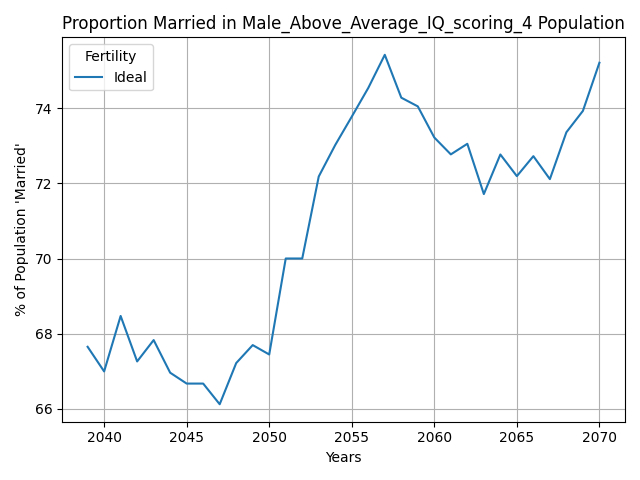 Proportion Married in Male_Above_Average_IQ_scoring_4 Population
Fertility
Ideal
% of Population 'Married'
74
72
70
68
66
2040 2045 2050 2055 2060 2065 2070
Years